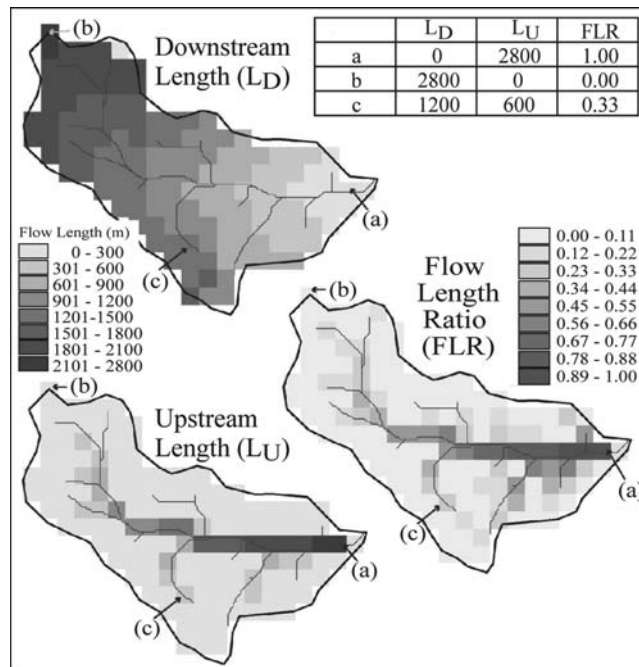 (b)
Downstream
Length (LD)
LD LU FLR
a 0 2800 1.00
b 2800 0 0.00
c 1200 600 0.33
(a)
(c)
Flow Length (m)
0 - 300
301 - 600
601 - 900
901 - 1200
1201-1500
1501 - 1800
1801 - 2100
2101 - 2800
0.00 - 0.11
0.12 - 0.22
0.23 - 0.33
0.34 - 0.44
0.45 - 0.55
0.56 - 0.66
0.67 - 0.77
0.78 - 0.88
0.89 - 1.00
(b)
Flow
Length
Ratio
(FLR)
(a)
(c)
(b)
Upstream
Length (LU)
(a)
(c)